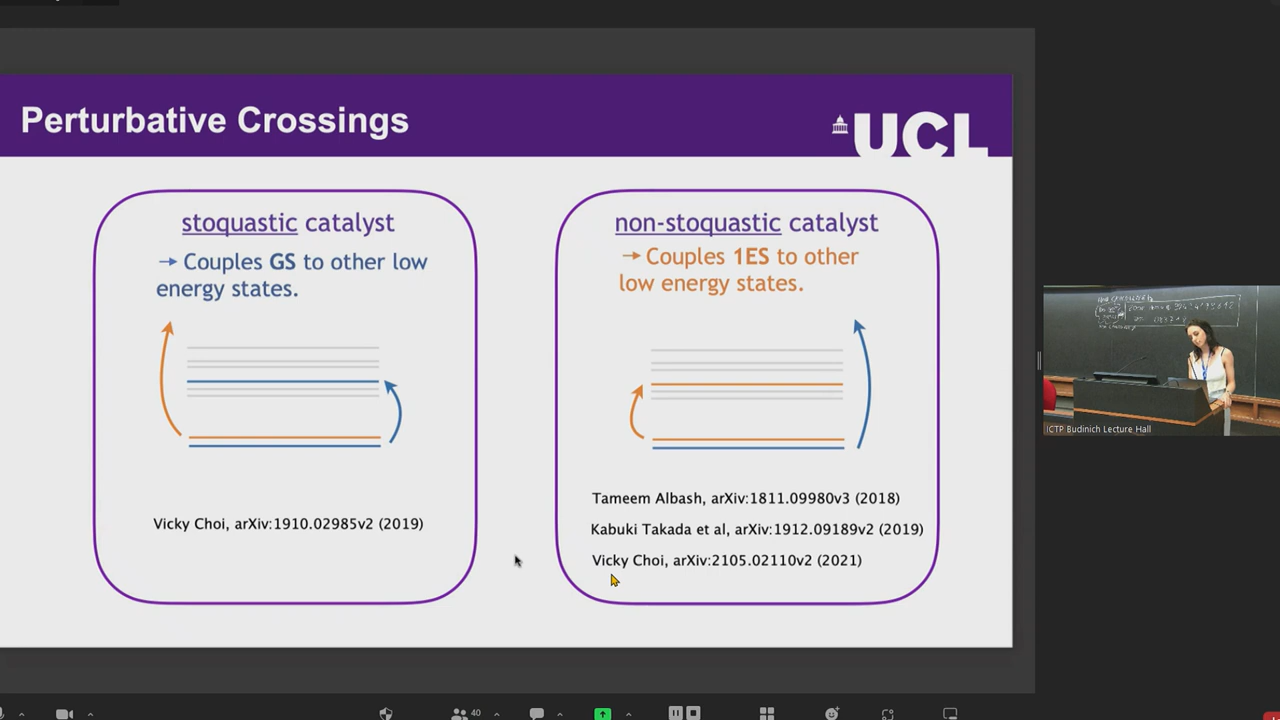 Perturbative Crossings
UCL
stoquastic catalyst
→ Couples GS to other low
energy states.
Vicky Choi, arXiv:1910.02985v2 (2019)
non-stoquastic catalyst
→ Couples 1ES to other
low energy states.
Tameem Albash, arXiv:1811.09980v3 (2018)
Kabuki Takada et al, arXiv:1912.09189v2 (2019)
Vicky Choi, arXiv:2105.02110v2 (2021)
ICTP Budinich Lecture Hall
40